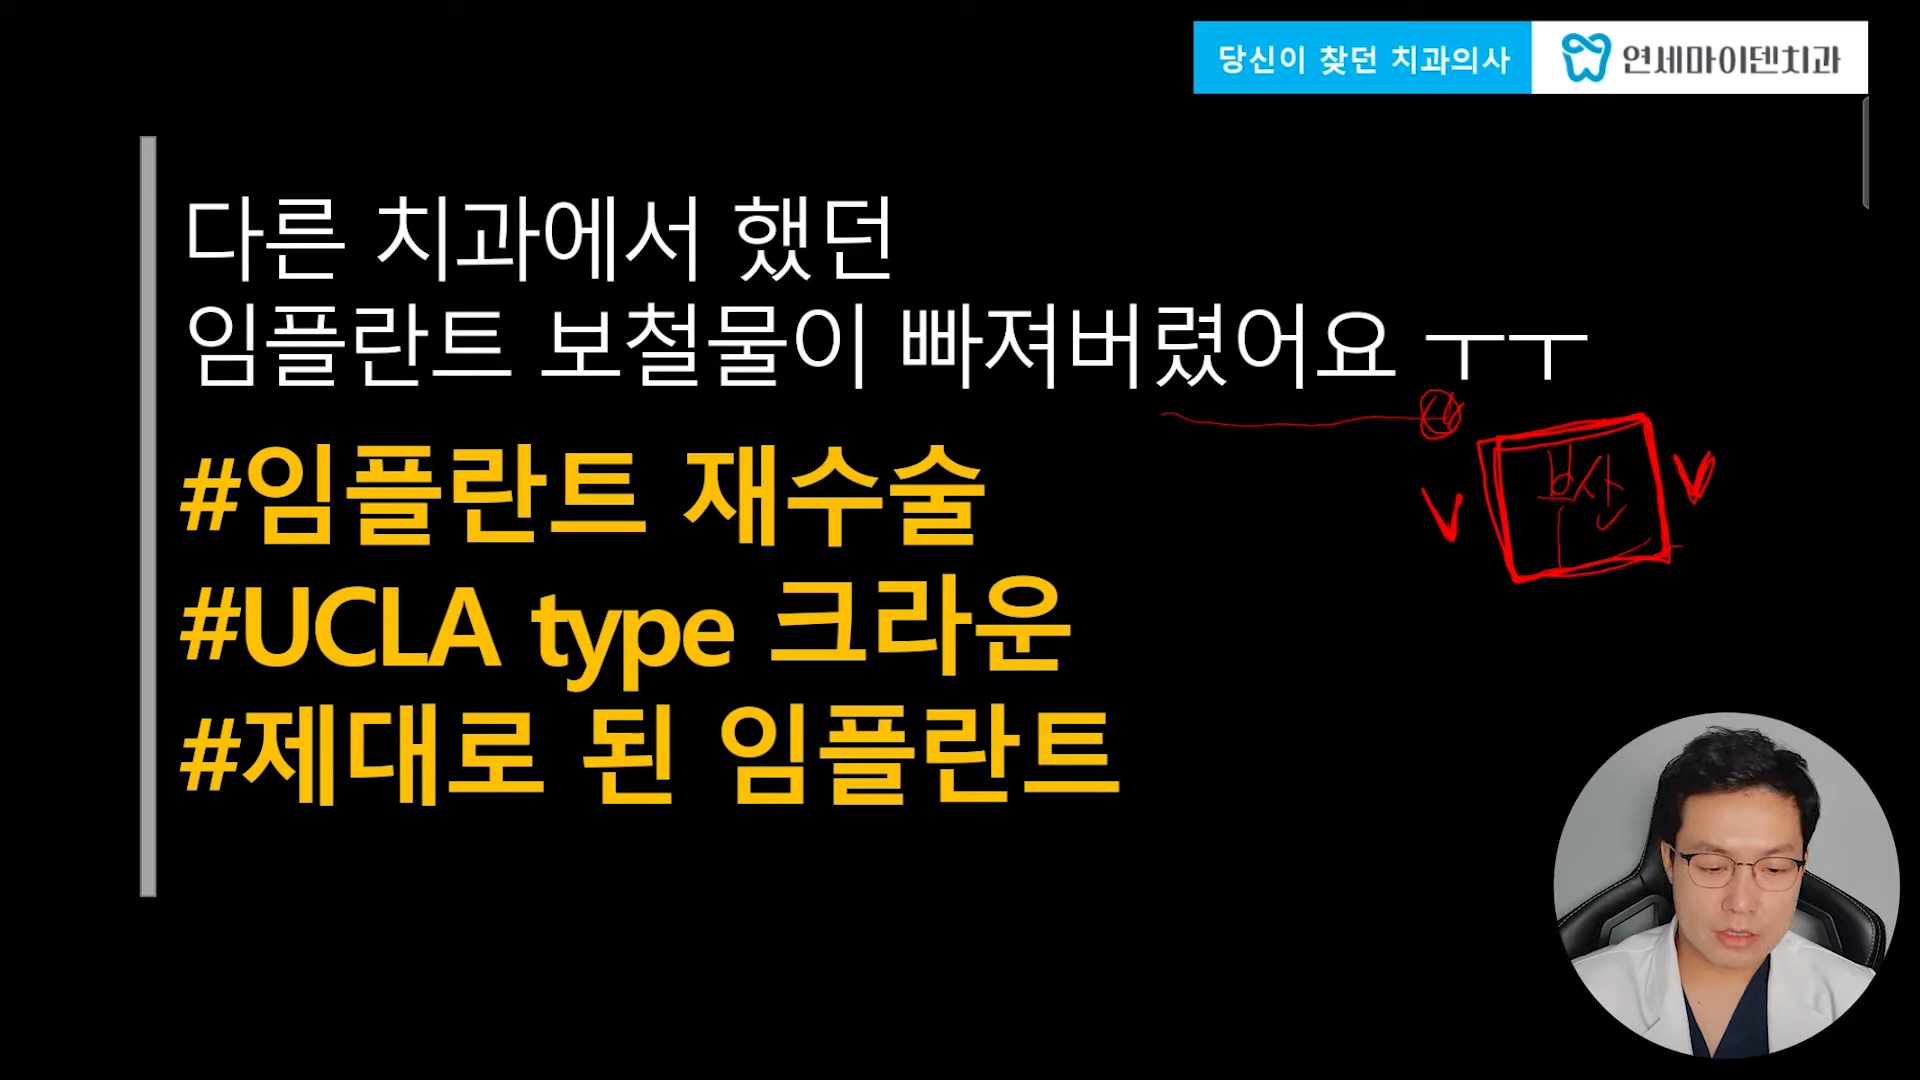 당신이 찾던 치과의사
연세마이덴치과
다른 치과에서 했던
임플란트 보철물이 빠져버렸어요 ㅜㅜ
부산
#임플란트 재수술
#UCLA type 크라운
#제대로 된 임플란트